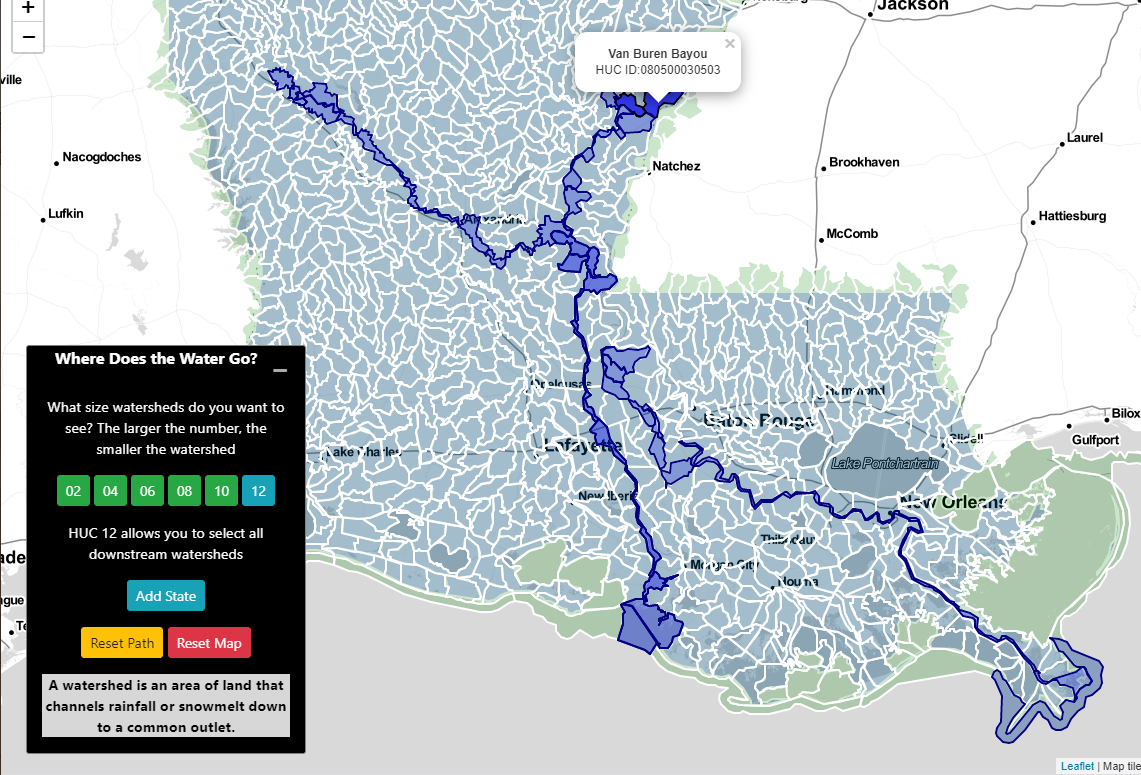 +
−
Jackson
Van Buren Bayou
×
HUC ID:080500030503
ville
Laurel
Nacogdoches
Natchez
Brookhaven
Lufkin
Hattiesburg
Alexandria
McComb
Where Does the Water Go?
−
Opelousas
Hammond
What size watersheds do you want to
see? The larger the number, the
smaller the watershed
Baton Rouge
Bilox
Slidell
Gulfport
Lake Charles
Lafayette
Lake Pontchartrain
02 04 06 08 10 12
New Iberia
New Orleans
HUC 12 allows you to select all
downstream watersheds
Thibodaux
ade
Morgan City
Houma
Add State
gue
Te
Reset Path
Reset Map
A watershed is an area of land that
channels rainfall or snowmelt down
to a common outlet.
Leaflet | Map tile